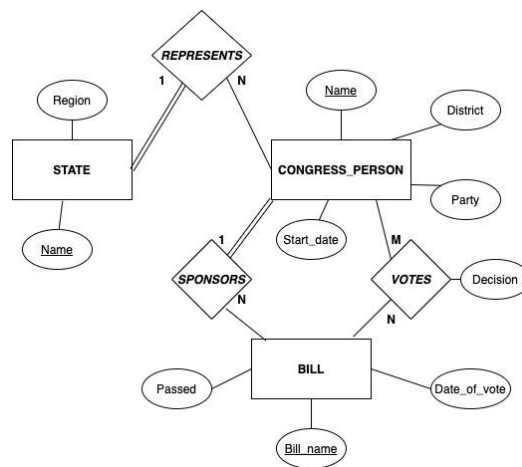 REPRESENTS
1
N
Region
Name
District
STATE
CONGRESS_PERSON
Party
Name
1
Start_date
M
SPONSORS
VOTES
Decision
N
N
Passed
BILL
Date_of_vote
Bill_name